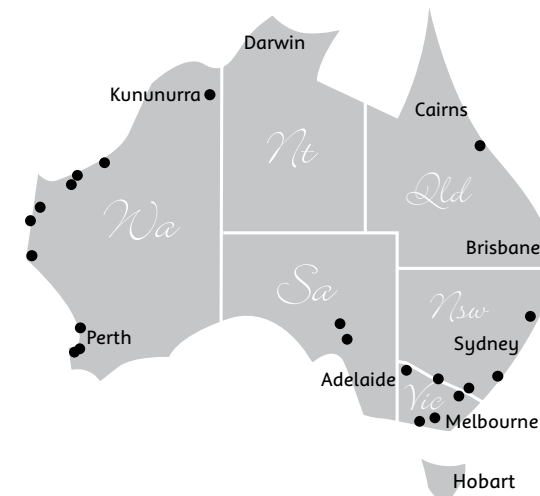 Darwin
Kununurra
Cairns
Nt
Qld
Wa
Brisbane
Sa
Nsw
Perth
Sydney
Adelaide
Vic
Melbourne
Hobart